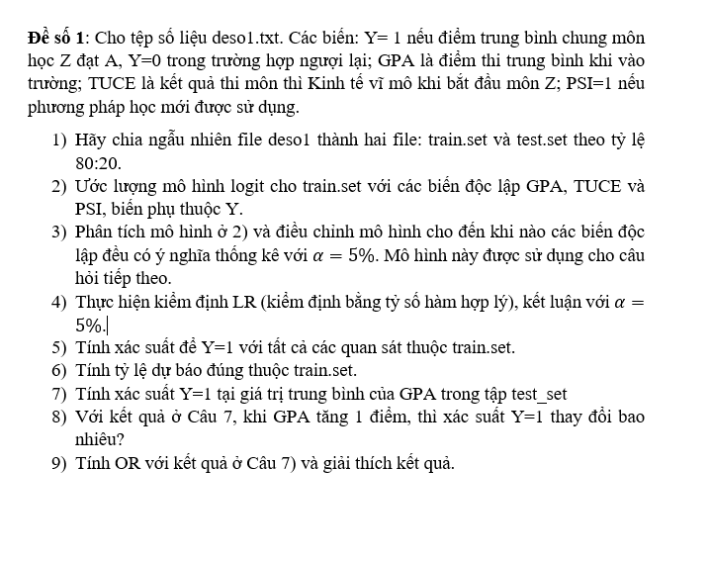 Đề số 1: Cho tệp số liệu deso1.txt. Các biến: Y= 1 nếu điểm trung bình chung môn
học Z đạt A, Y=0 trong trường hợp ngượi lại; GPA là điểm thi trung bình khi vào
trường; TUCE là kết quả thi môn thi Kinh tế vĩ mô khi bắt đầu môn Z; PSI=1 nếu
phương pháp học mới được sử dụng.
1) Hãy chia ngẫu nhiên file deso1 thành hai file: train.set và test.set theo tỷ lệ
80:20.
2) Ước lượng mô hình logit cho train.set với các biến độc lập GPA, TUCE và
PSI, biến phụ thuộc Y.
3) Phân tích mô hình ở 2) và điều chỉnh mô hình cho đến khi nào các biến độc
lập đều có ý nghĩa thống kê với α = 5%. Mô hình này được sử dụng cho câu
hỏi tiếp theo.
4) Thực hiện kiểm định LR (kiểm định bằng tỷ số hàm hợp lý), kết luận với α =
5%.
5) Tính xác suất để Y=1 với tất cả các quan sát thuộc train.set.
6) Tính tỷ lệ dự báo đúng thuộc train.set.
7) Tính xác suất Y=1 tại giá trị trung bình của GPA trong tập test_set
8) Với kết quả ở Câu 7, khi GPA tăng 1 điểm, thì xác suất Y=1 thay đổi bao
nhiêu?
9) Tính OR với kết quả ở Câu 7) và giải thích kết quả.